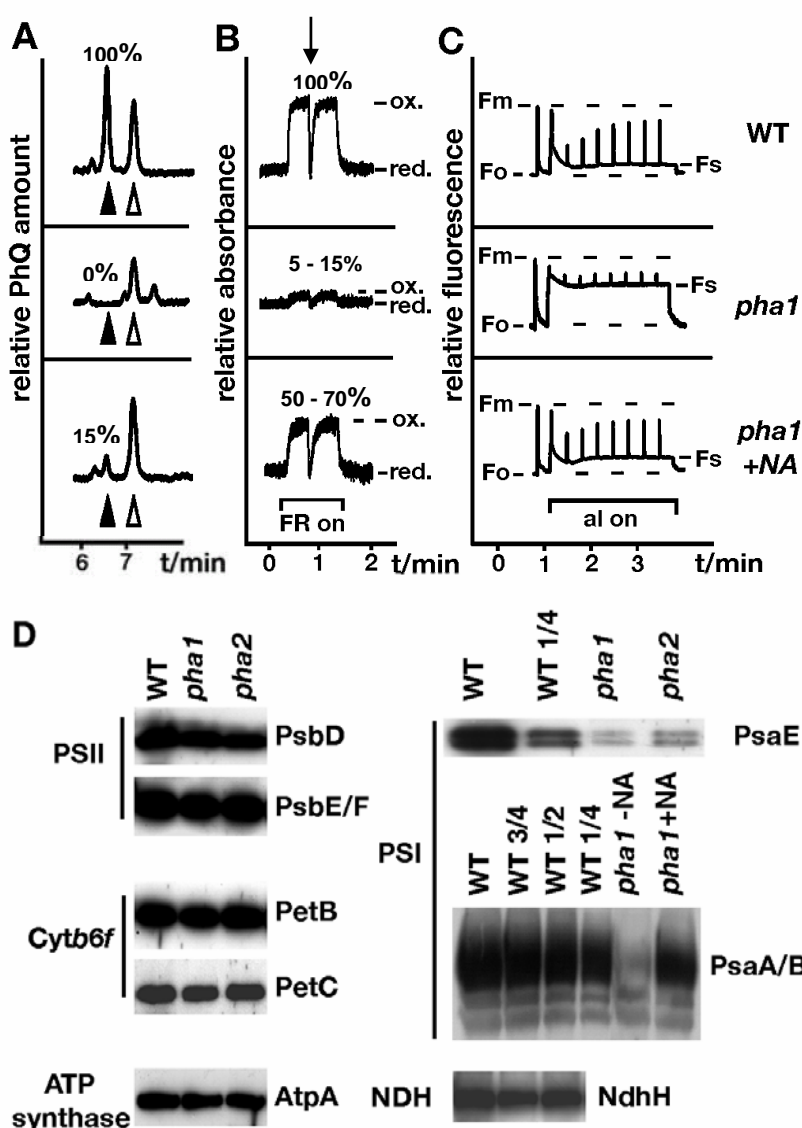 A
B
C
relative PhQ amount
relative absorbance
relative fluorescence
100%
100%
ox.
red.
Fm
Fo
Fs
WT
0%
5 - 15%
ox.
red.
Fm
Fo
Fs
pha1
15%
50 - 70%
ox.
red.
FR on
Fm
Fo
Fs
al on
pha1
+NA
6 7 t/min
0 1 2 t/min
0 1 2 3 t/min
D
WT pha1 pha2
PSII
PsbD
PsbE/F
Cytb6f
PetB
PetC
ATP
synthase
AtpA
WT WT 1/4 pha1 pha2
PsaE
PSI
WT WT 3/4 WT 1/2 WT 1/4 pha1 -NA pha1+NA
PsaA/B
NDH
NdhH